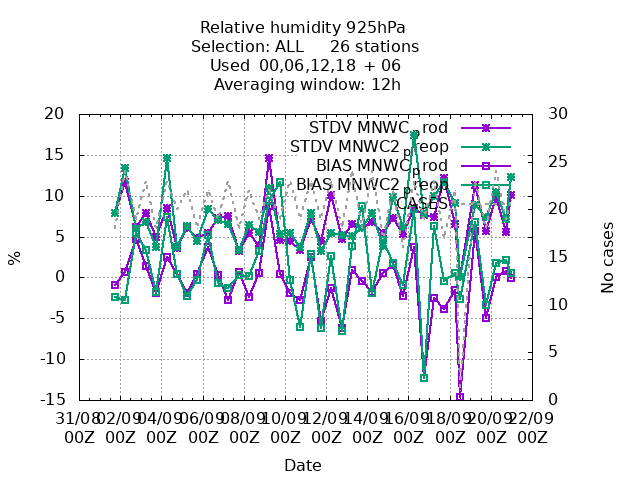 Relative humidity 925hPa
Selection: ALL 26 stations
Used 00,06,12,18 + 06
Averaging window: 12h
STDV MNWC_prod
STDV MNWC2_preop
BIAS MNWC_prod
BIAS MNWC2_preop
CASES
20
15
10
5
0
-5
-10
-15
%
30
25
20
15
10
5
0
No cases
31/08 02/09 04/09 06/09 08/09 10/09 12/09 14/09 16/09 18/09 20/09 22/09
00Z 00Z 00Z 00Z 00Z 00Z 00Z 00Z 00Z 00Z 00Z 00Z
Date